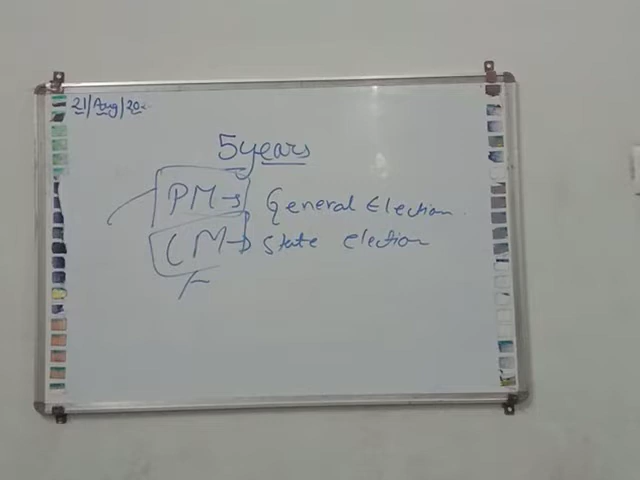 21/Aug/20
5years
PM→ General Election.
CM→ State election